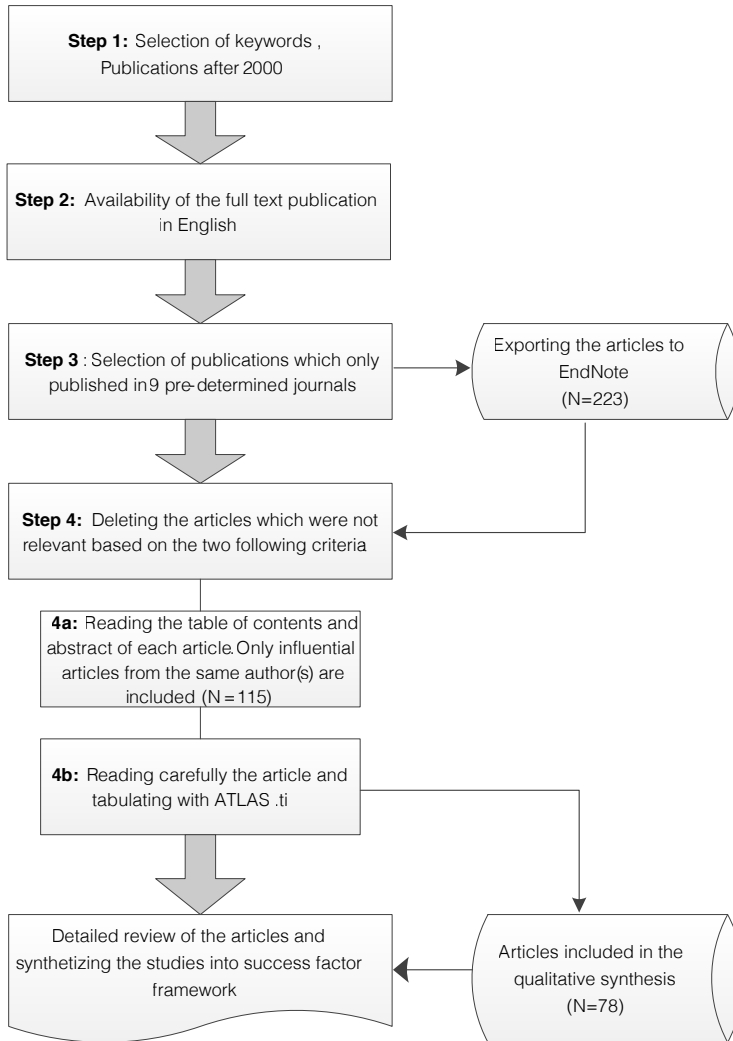 Step 1: Selection of keywords ,
Publications after 2000
Step 2: Availability of the full text publication
in English
Step 3 : Selection of publications which only
published in 9 pre-determined journals
Exporting the articles to
EndNote
(N=223)
Step 4: Deleting the articles which were not
relevant based on the two following criteria
4a: Reading the table of contents and
abstract of each article. Only influential
articles from the same author(s) are
included (N = 115)
4b: Reading carefully the article and
tabulating with ATLAS .ti
Detailed review of the articles and
synthetizing the studies into success factor
framework
Articles included in the
qualitative synthesis
(N=78)